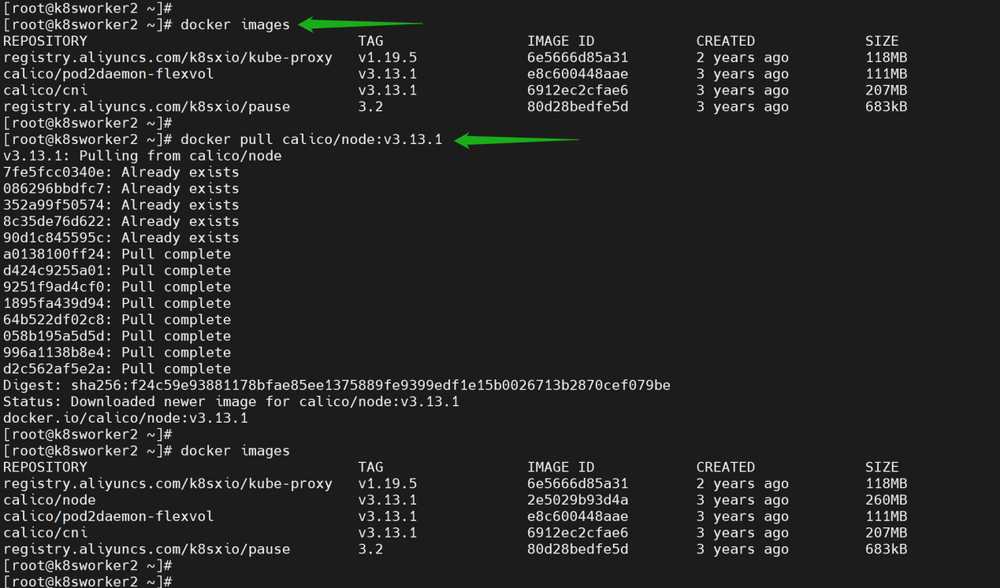 [root@k8sworker2 ~]#
[root@k8sworker2 ~]# docker images
REPOSITORY TAG IMAGE ID CREATED SIZE
registry.aliyuncs.com/k8sxio/kube-proxy v1.19.5 6e5666d85a31 2 years ago 118MB
calico/pod2daemon-flexvol v3.13.1 e8c600448aae 3 years ago 111MB
calico/cni v3.13.1 6912ec2cfae6 3 years ago 207MB
registry.aliyuncs.com/k8sxio/pause 3.2 80d28bedfe5d 3 years ago 683kB
[root@k8sworker2 ~]#
[root@k8sworker2 ~]# docker pull calico/node:v3.13.1
v3.13.1: Pulling from calico/node
7fe5fcc0340e: Already exists
086296bbdfc7: Already exists
352a99f50574: Already exists
8c35de76d622: Already exists
90d1c845595c: Already exists
a0138100ff24: Pull complete
d424c9255a01: Pull complete
9251f9ad4cf0: Pull complete
1895fa439d94: Pull complete
64b522df02c8: Pull complete
058b195a5d5d: Pull complete
996a1138b8e4: Pull complete
d2c562af5e2a: Pull complete
Digest: sha256:f24c59e93881178bfae85ee1375889fe9399edf1e15b0026713b2870cef079be
Status: Downloaded newer image for calico/node:v3.13.1
docker.io/calico/node:v3.13.1
[root@k8sworker2 ~]#
[root@k8sworker2 ~]# docker images
REPOSITORY TAG IMAGE ID CREATED SIZE
registry.aliyuncs.com/k8sxio/kube-proxy v1.19.5 6e5666d85a31 2 years ago 118MB
calico/node v3.13.1 2e5029b93d4a 3 years ago 260MB
calico/pod2daemon-flexvol v3.13.1 e8c600448aae 3 years ago 111MB
calico/cni v3.13.1 6912ec2cfae6 3 years ago 207MB
registry.aliyuncs.com/k8sxio/pause 3.2 80d28bedfe5d 3 years ago 683kB
[root@k8sworker2 ~]#
[root@k8sworker2 ~]#